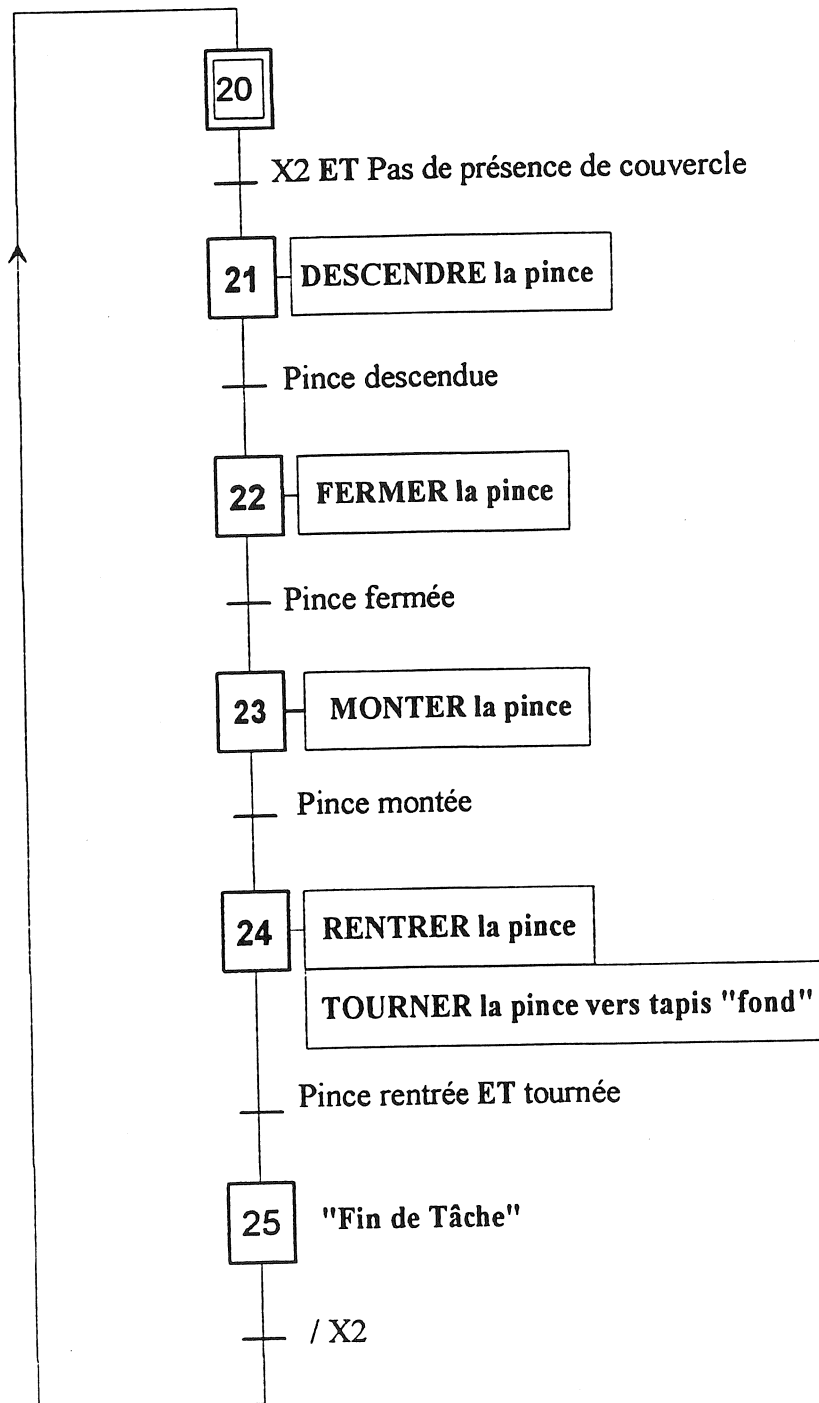 20
X2 ET Pas de présence de couvercle
21
DESCENDRE la pince
Pince descendue
22
FERMER la pince
Pince fermée
23
MONTER la pince
Pince montée
24
RENTRER la pince
TOURNER la pince vers tapis "fond"
Pince rentrée ET tournée
25
"Fin de Tâche"
/ X2